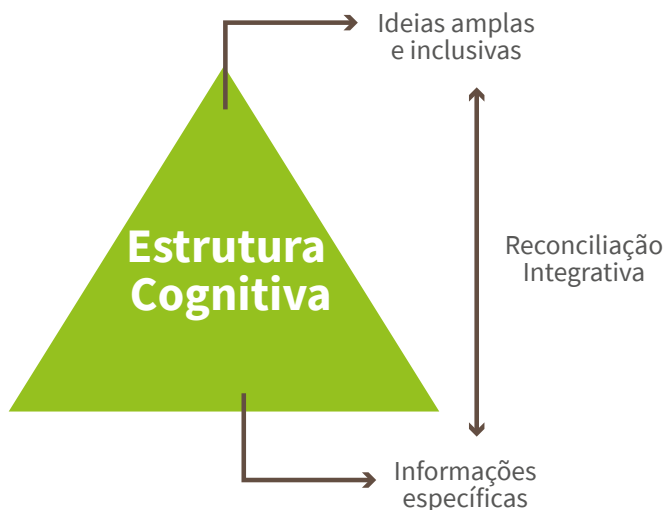 Ideias amplas
e inclusivas
Estrutura
Cognitiva
Reconciliação
Integrativa
Informações
específicas